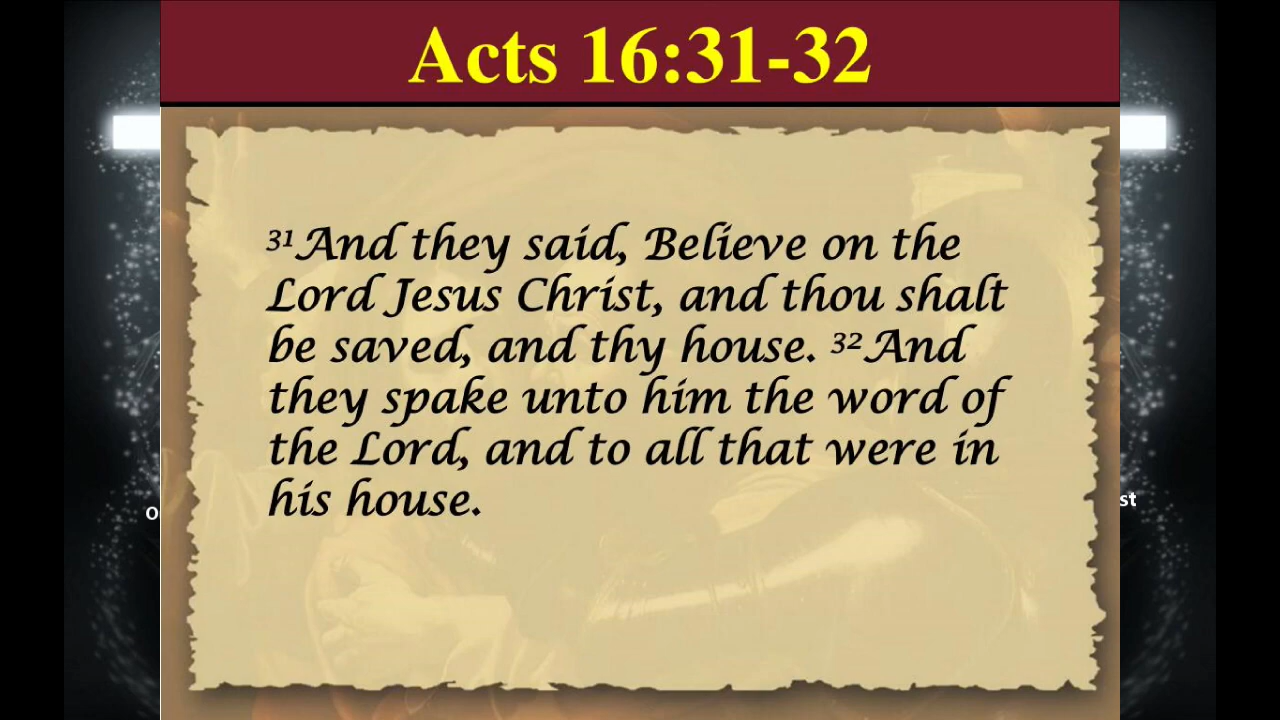 Acts 16:31-32
³¹And they said, Believe on the
Lord Jesus Christ, and thou shalt
be saved, and thy house. ³²And
they spake unto him the word of
the Lord, and to all that were in
his house.